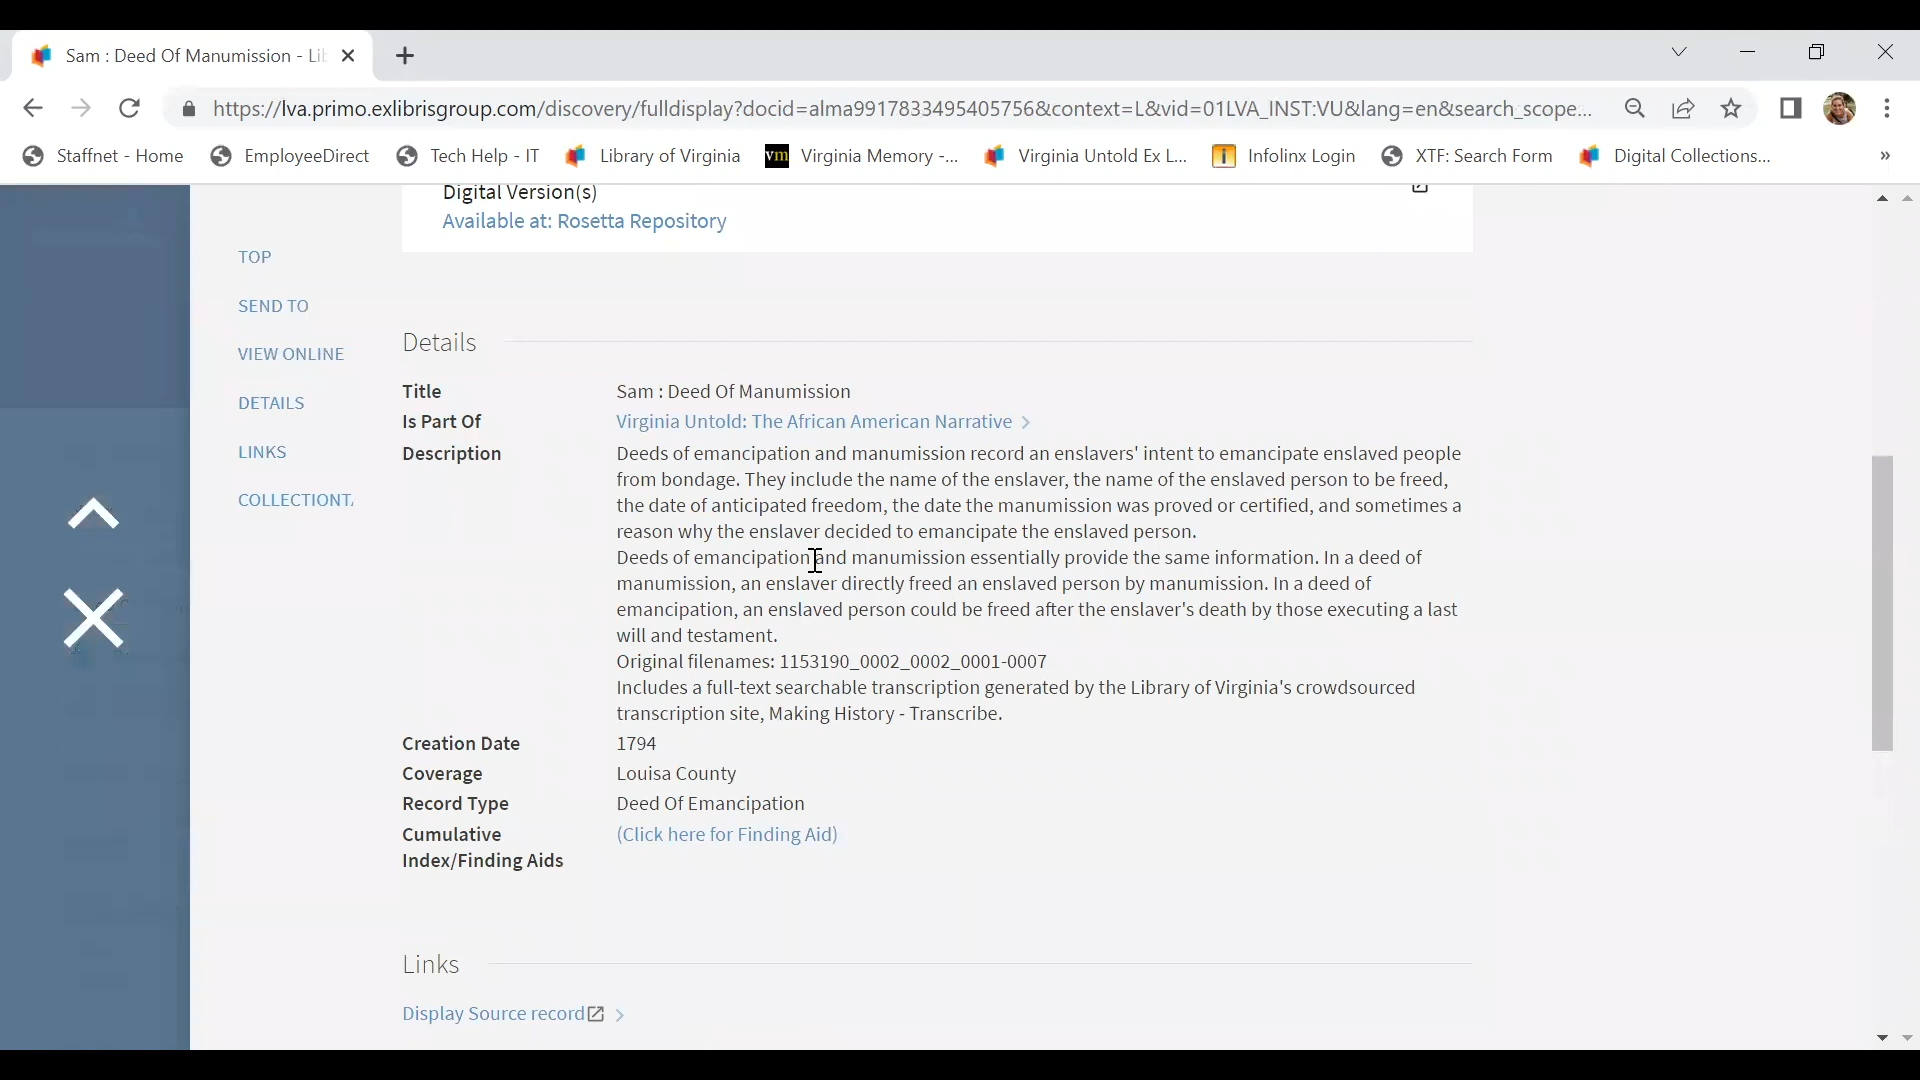 Sam : Deed Of Manumission - Lib
https://lva.primo.exlibrisgroup.com/discovery/fulldisplay?docid=alma9917833495405756&context=L&vid=01LVA_INST:VU&lang=en&search_scope...
Staffnet - Home EmployeeDirect Tech Help - IT Library of Virginia vm Virginia Memory -... Virginia Untold Ex L... Infolinx Login XTF: Search Form Digital Collections... »
Digital Version(s)
Available at: Rosetta Repository
TOP
SEND TO
VIEW ONLINE
DETAILS
LINKS
COLLECTIONT
Details
Title Sam : Deed Of Manumission
Is Part Of Virginia Untold: The African American Narrative
Description Deeds of emancipation and manumission record an enslavers' intent to emancipate enslaved people
from bondage. They include the name of the enslaver, the name of the enslaved person to be freed,
the date of anticipated freedom, the date the manumission was proved or certified, and sometimes a
reason why the enslaver decided to emancipate the enslaved person.
Deeds of emancipation and manumission essentially provide the same information. In a deed of
manumission, an enslaver directly freed an enslaved person by manumission. In a deed of
emancipation, an enslaved person could be freed after the enslaver's death by those executing a last
will and testament.
Original filenames: 1153190_0002_0002_0001-0007
Includes a full-text searchable transcription generated by the Library of Virginia's crowdsourced
transcription site, Making History - Transcribe.
Creation Date 1794
Coverage Louisa County
Record Type Deed Of Emancipation
Cumulative (Click here for Finding Aid)
Index/Finding Aids
Links
Display Source record